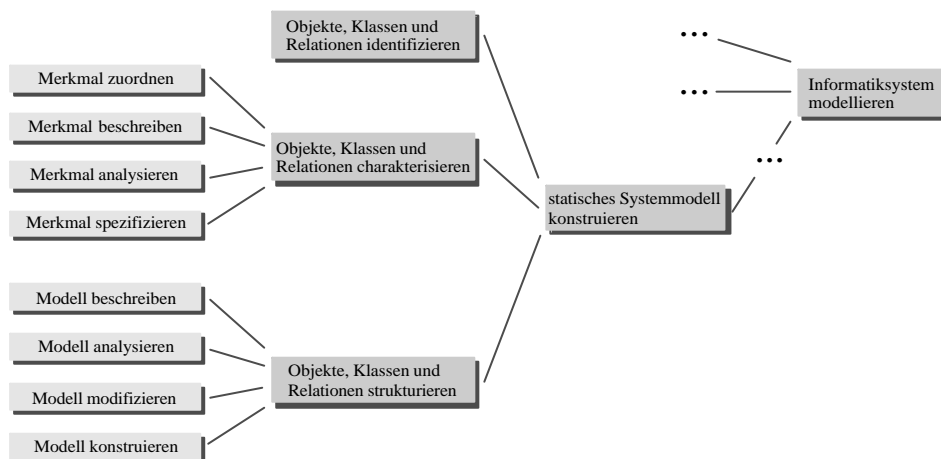 Objekte, Klassen und
Relationen identifizieren
Merkmal zuordnen
Merkmal beschreiben
Merkmal analysieren
Merkmal spezifizieren
Objekte, Klassen und
Relationen charakterisieren
Modell beschreiben
Modell analysieren
Modell modifizieren
Modell konstruieren
Objekte, Klassen und
Relationen strukturieren
statisches Systemmodell
konstruieren
...
...
...
Informatiksystem
modellieren